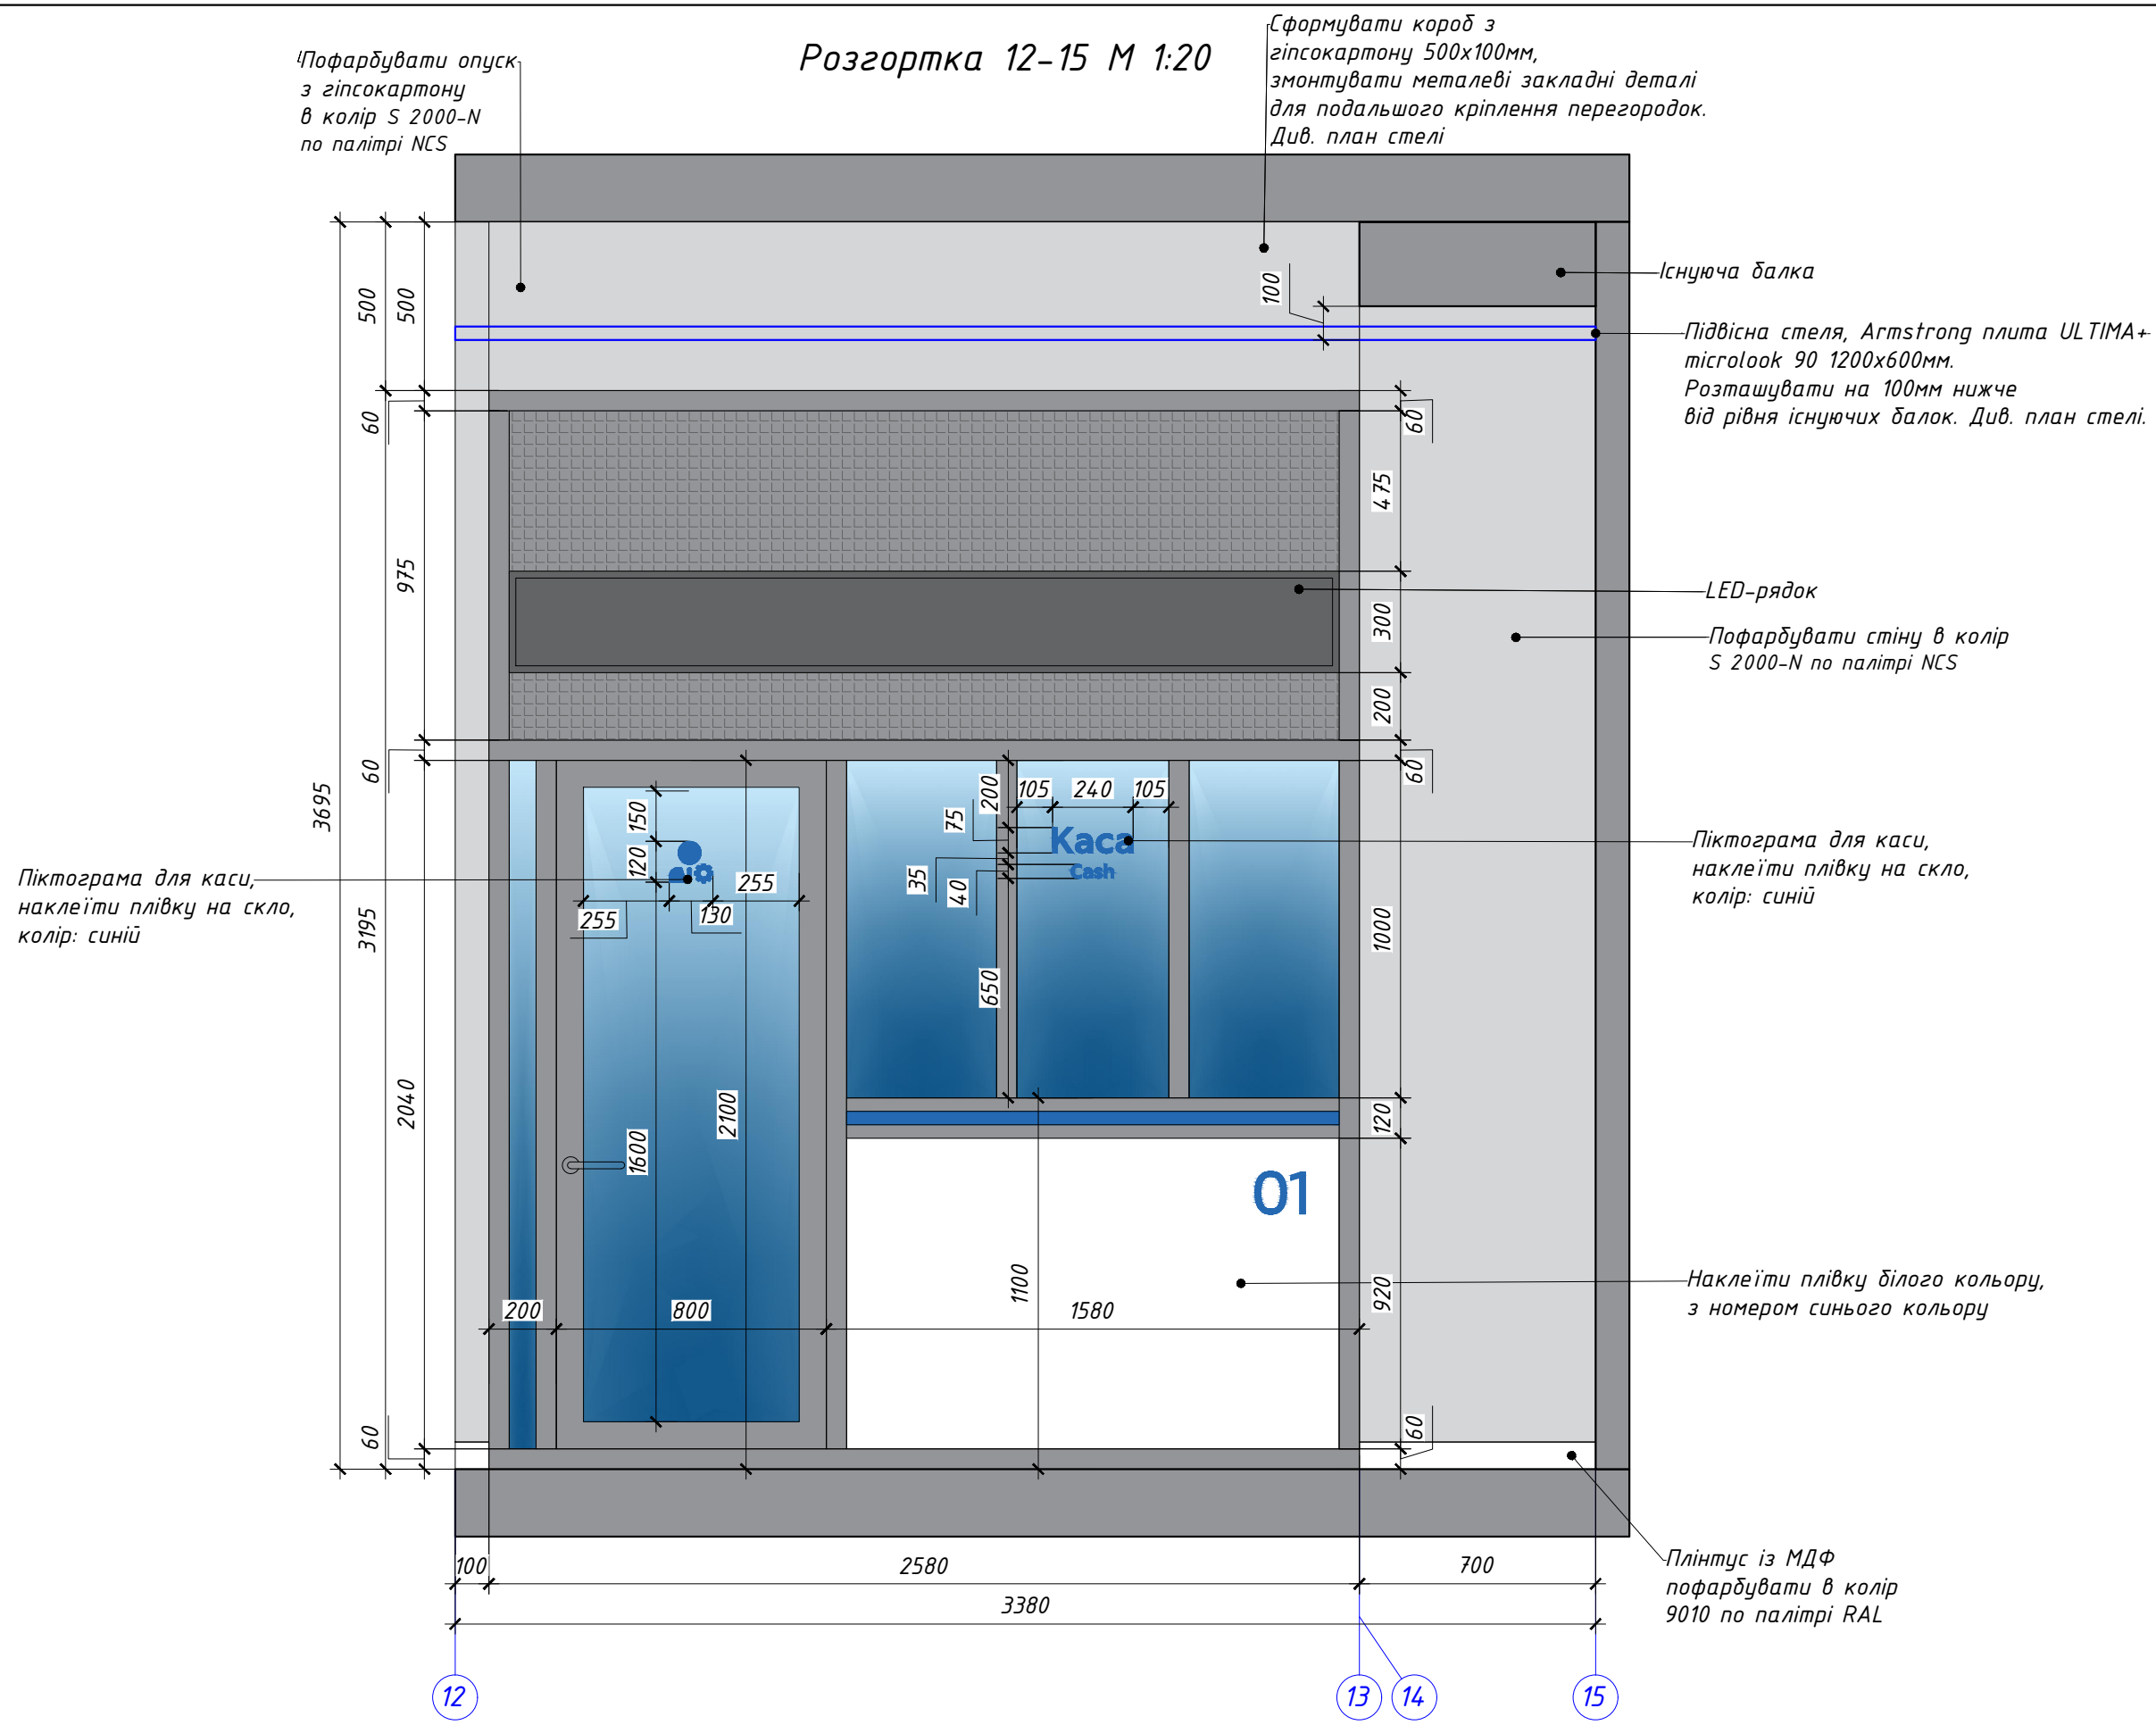 Розгортка 12-15 М 1:20
Пофарбувати опуск
з гіпсокартону
в колір S 2000-N
по палітрі NCS
Сформувати короб з
гіпсокартону 500х100мм,
змонтувати металеві закладні деталі
для подальшого кріплення перегородок.
Див. план стелі
Існуюча балка
Підвісна стеля, Armstrong плита ULTIMA+
microlook 90 1200х600мм.
Розташувати на 100мм нижче
від рівня існуючих балок. Див. план стелі.
LED-рядок
Пофарбувати стіну в колір
S 2000-N по палітрі NCS
Піктограма для каси,
наклеїти плівку на скло,
колір: синій
Піктограма для каси,
наклеїти плівку на скло,
колір: синій
Наклеїти плівку білого кольору,
з номером синього кольору
Плінтус із МДФ
пофарбувати в колір
9010 по палітрі RAL
500
500
100
60
60
475
975
300
200
60
60
3695
3195
2040
60
150
120
255
255
130
1600
2100
200
105
240
105
75
35
40
650
Каса
Cash
1000
120
01
1100
920
60
200
800
1580
100
2580
700
3380
12
13
14
15